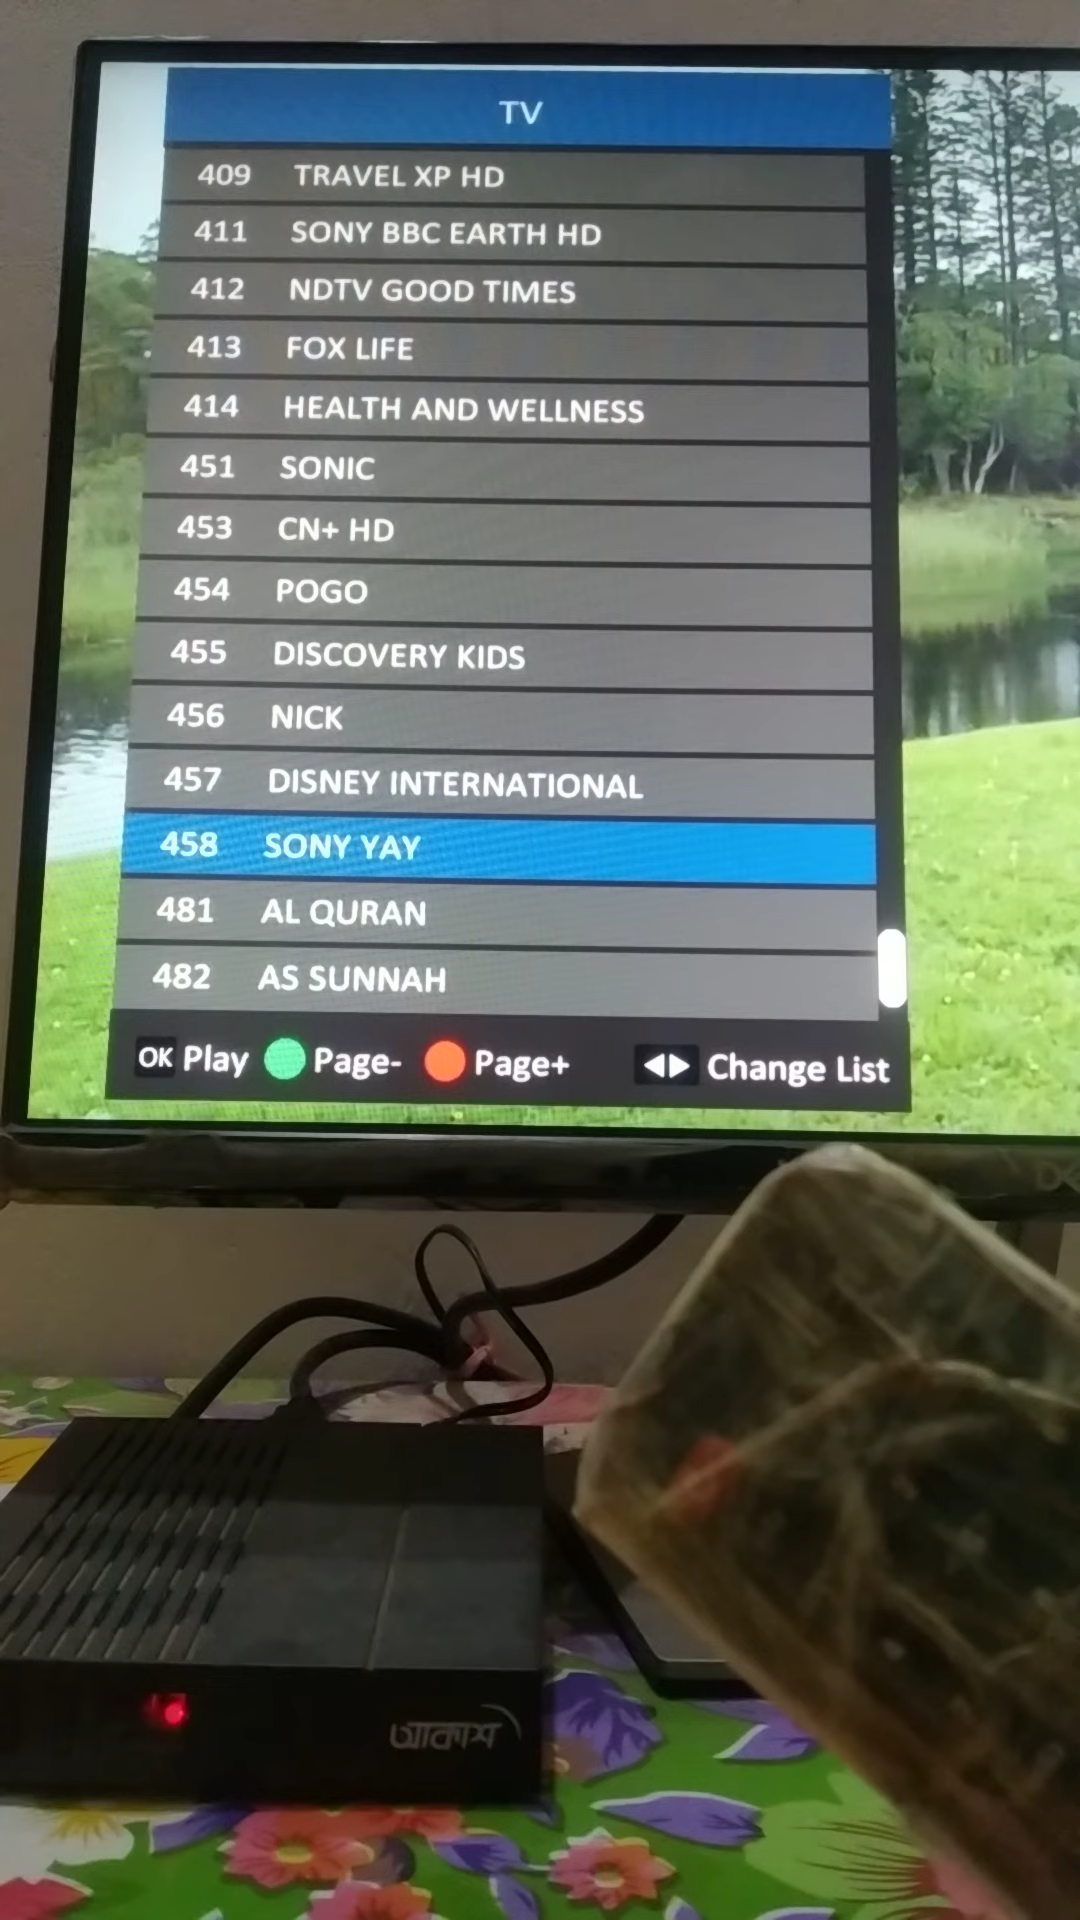 TV
409 TRAVEL XP HD
411 SONY BBC EARTH HD
412 NDTV GOOD TIMES
413 FOX LIFE
414 HEALTH AND WELLNESS
451 SONIC
453 CN+ HD
454 POGO
455 DISCOVERY KIDS
456 NICK
457 DISNEY INTERNATIONAL
458 SONY YAY
481 AL QURAN
482 AS SUNNAH
OK Play Page- Page+ Change List
আকাশ